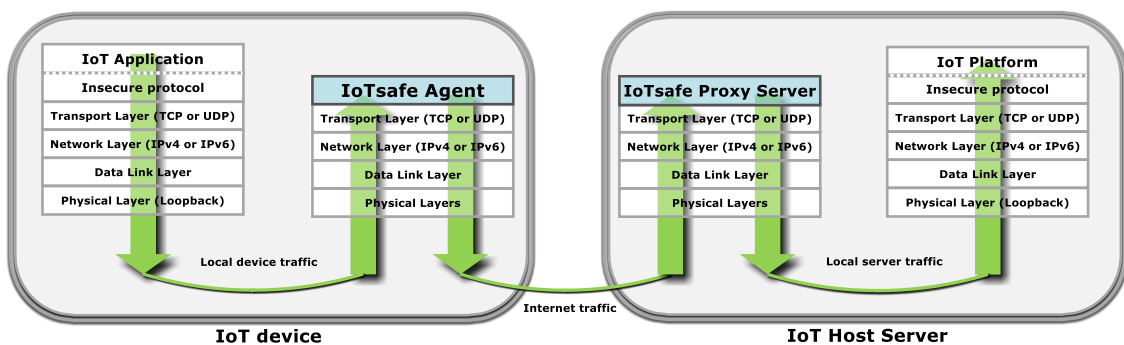 IoT Application
Insecure protocol
Transport Layer (TCP or UDP)
Network Layer (IPv4 or IPv6)
Data Link Layer
Physical Layer (Loopback)
IoTsafe Agent
Transport Layer (TCP or UDP)
Network Layer (IPv4 or IPv6)
Data Link Layer
Physical Layers
IoTsafe Proxy Server
Transport Layer (TCP or UDP)
Network Layer (IPv4 or IPv6)
Data Link Layer
Physical Layers
IoT Platform
Insecure protocol
Transport Layer (TCP or UDP)
Network Layer (IPv4 or IPv6)
Data Link Layer
Physical Layer (Loopback)
Local device traffic
Local server traffic
Internet traffic
IoT device
IoT Host Server